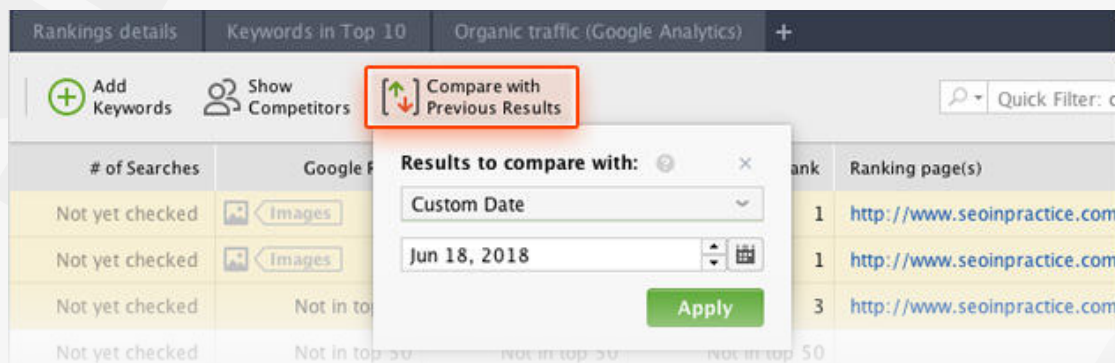 Rankings details Keywords in Top 10 Organic traffic (Google Analytics) +
Add Keywords
Show Competitors
Compare with
Previous Results
Quick Filter:
Results to compare with: ? ×
Custom Date
Jun 18, 2018
Apply
# of Searches Google Ranking page(s)
Not yet checked Images 1 http://www.seoinpractice.com
Not yet checked Images 1 http://www.seoinpractice.com
Not yet checked Not in 3 http://www.seoinpractice.com
Not yet checked Not in top 50 Not in top 50 Not in top 50